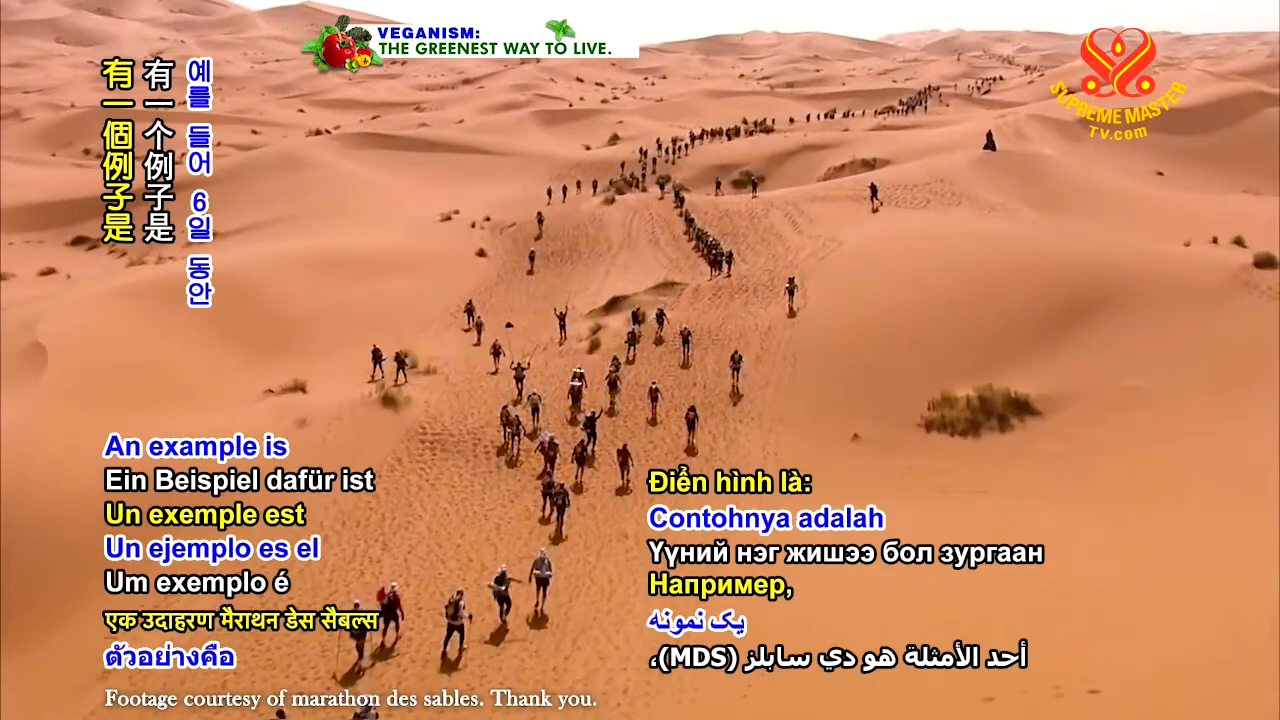 VEGANISM:
THE GREENEST WAY TO LIVE.
SUPREME MASTER
TV.com
예를 들어 6일 동안
有一个例子是
有一個例子是
An example is
Ein Beispiel dafür ist
Un exemple est
Un ejemplo es el
Um exemplo é
एक उदाहरण मैराथन डेस सैबल्स
ตัวอย่างคือ
Điển hình là:
Contohnya adalah
Үүний нэг жишээ бол зургаан
Например,
یک نمونه
أحد الأمثلة هو دي سابلز (MDS)،
Footage courtesy of marathon des sables. Thank you.